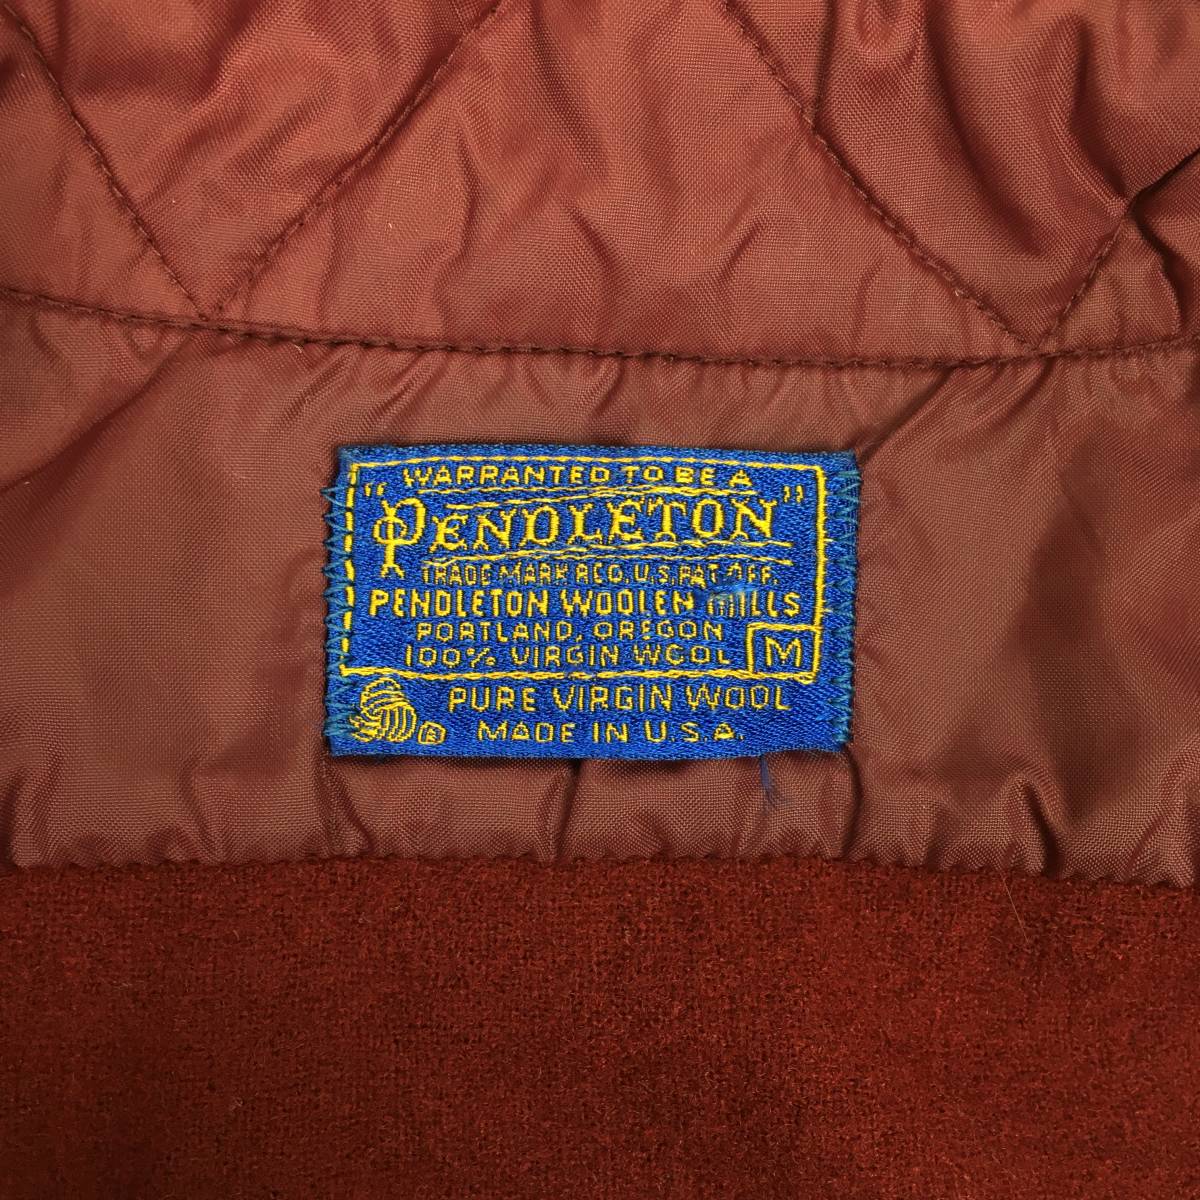 WARRANTED TO BE A
"PENDLETON"
TRADE MARK REG. U.S. PAT. OFF.
PENDLETON WOOLEN MILLS
PORTLAND, OREGON
100% VIRGIN WOOL M
PURE VIRGIN WOOL
® MADE IN U.S.A.